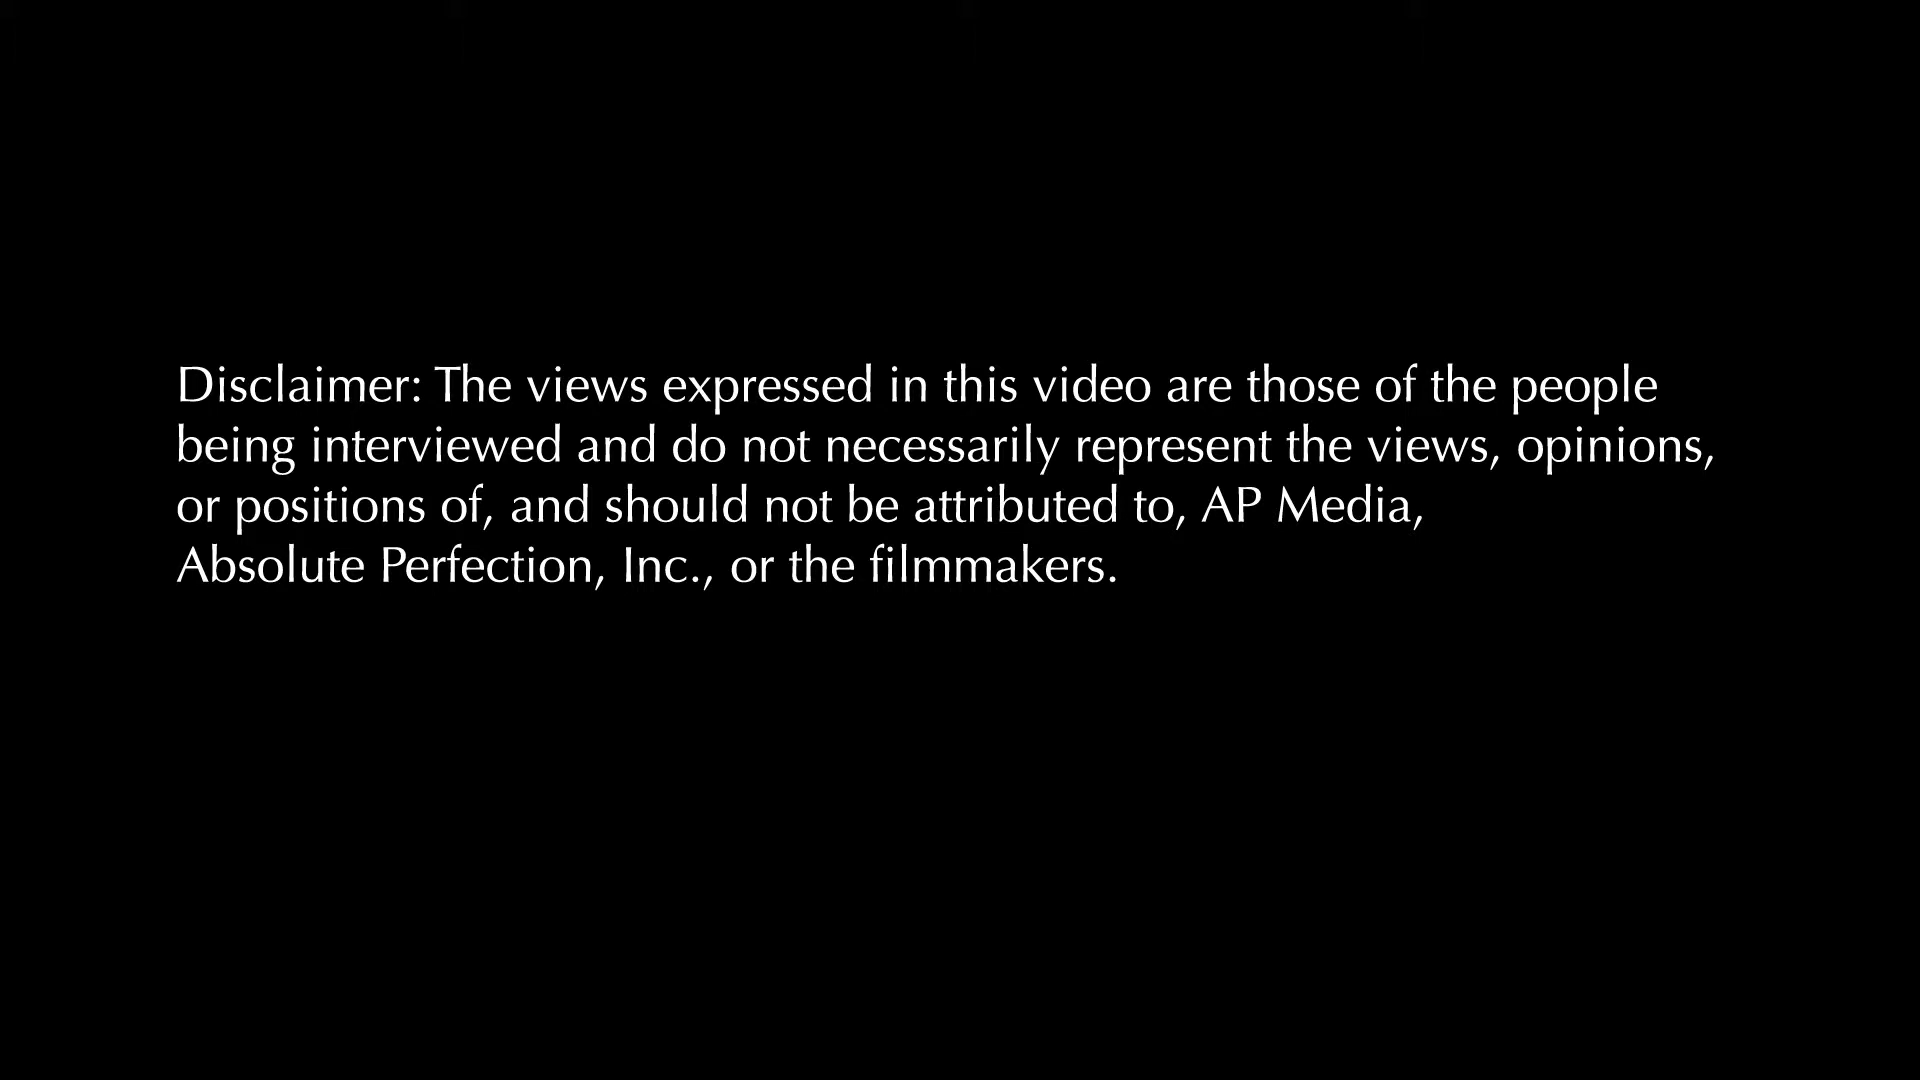 Disclaimer: The views expressed in this video are those of the people
being interviewed and do not necessarily represent the views, opinions,
or positions of, and should not be attributed to, AP Media,
Absolute Perfection, Inc., or the filmmakers.